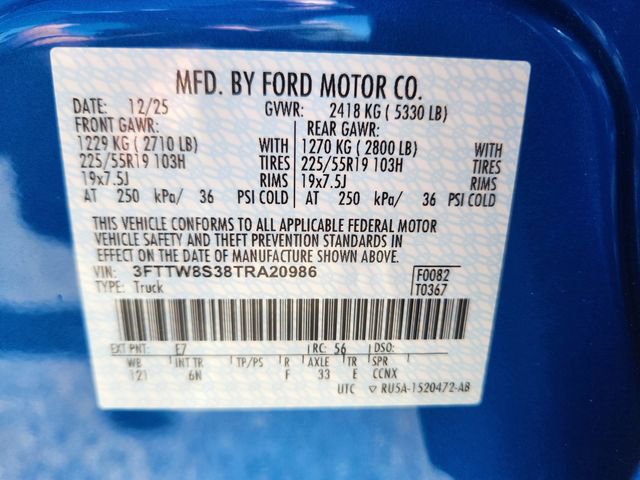 MFD. BY FORD MOTOR CO.
DATE: 12/25 GVWR: 2418 KG ( 5330 LB)
FRONT GAWR: REAR GAWR:
1229 KG ( 2710 LB) WITH 1270 KG ( 2800 LB) WITH
225/55R19 103H TIRES 225/55R19 103H TIRES
19x7.5J RIMS 19x7.5J RIMS
AT 250 kPa/ 36 PSI COLD AT 250 kPa/ 36 PSI COLD
THIS VEHICLE CONFORMS TO ALL APPLICABLE FEDERAL MOTOR
VEHICLE SAFETY AND THEFT PREVENTION STANDARDS IN
EFFECT ON THE DATE OF MANUFACTURE SHOWN ABOVE.
VIN: 3FTTW8S38TRA20986 F0082
TYPE: Truck T0367
EXT PNT: E7 RC: 56 DSO:
WB INT TR TP/PS R AXLE TR SPR
121 6N F 33 E CCNX
UTC ▽ RU5A-1520472-AB